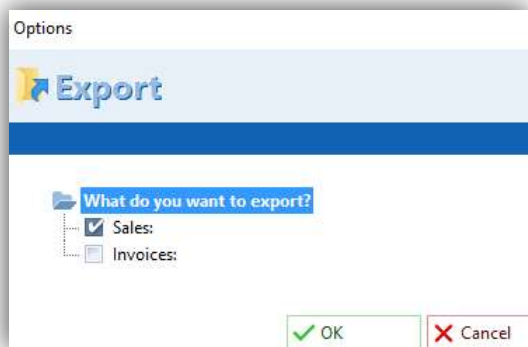 Options
Export
What do you want to export?
Sales:
Invoices:
OK
Cancel